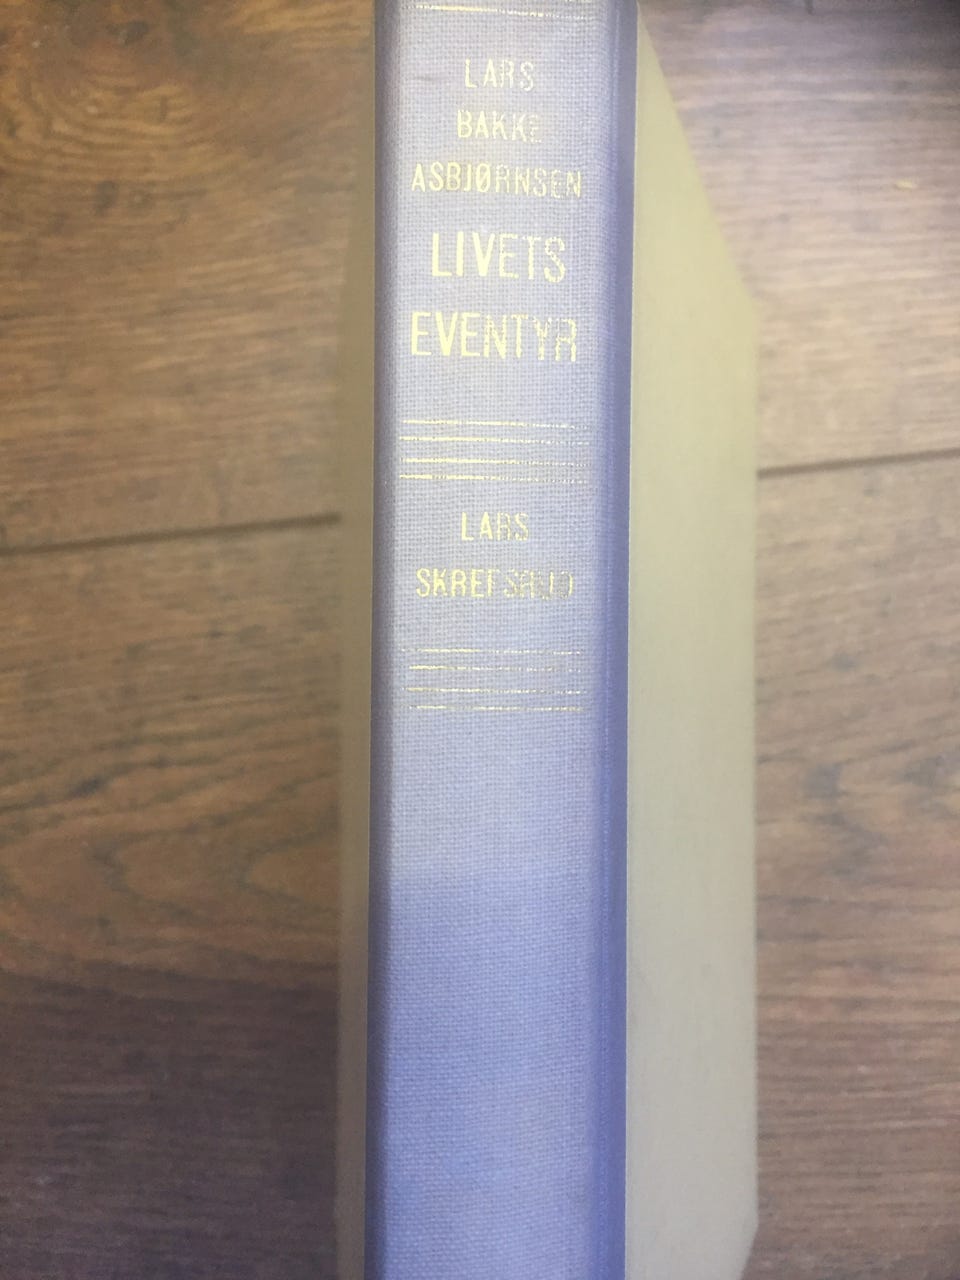 LARS
BAKKE
ASBJØRNSEN
LIVETS
EVENTYR
LARS
SKREFSRUD